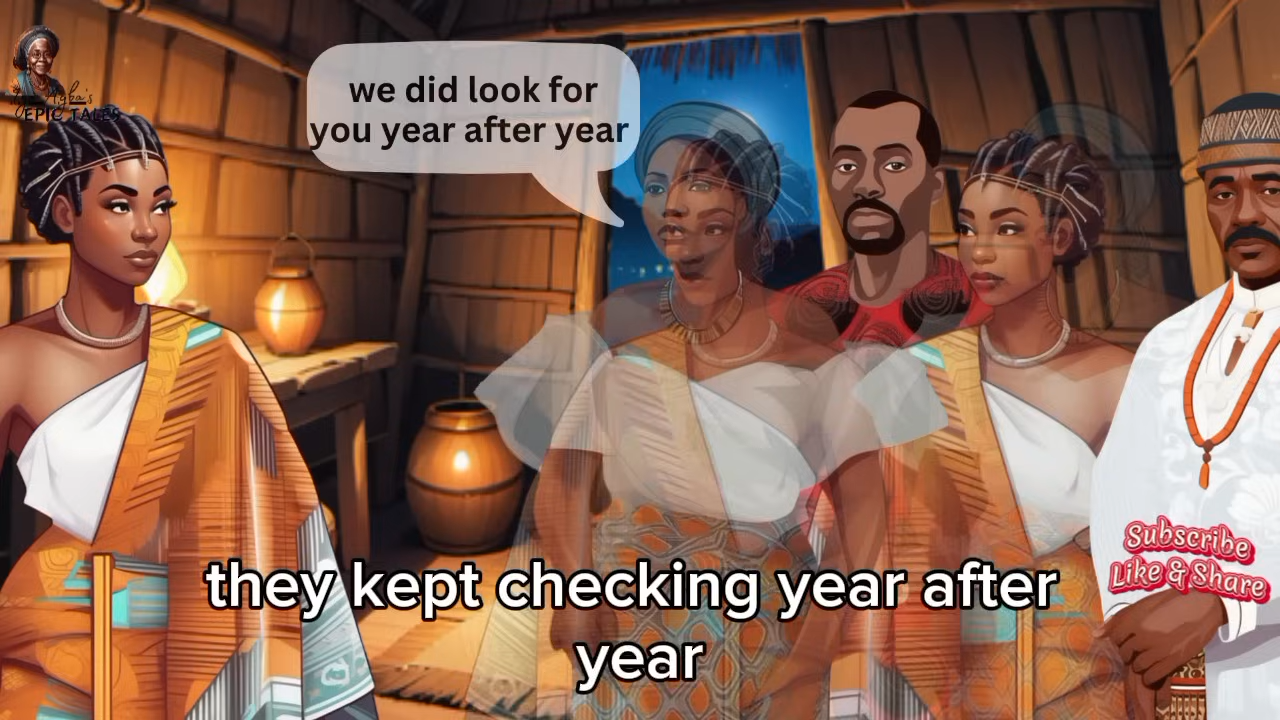 EPIC TALES
we did look for
you year after year
they kept checking year after
year
Subscribe
Like & Share